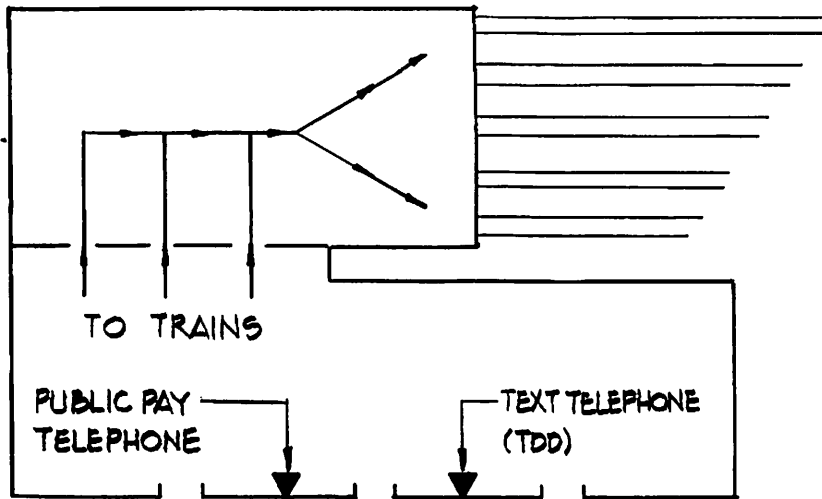 TO TRAINS
PUBLIC PAY
TELEPHONE
TEXT TELEPHONE
(TDD)